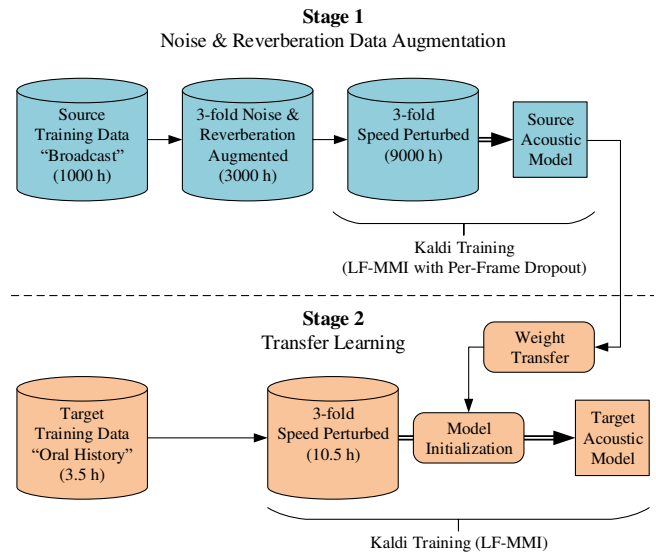 Stage 1
Noise & Reverberation Data Augmentation
Source
Training Data
“Broadcast”
(1000 h)
3-fold Noise &
Reverberation
Augmented
(3000 h)
3-fold
Speed Perturbed
(9000 h)
Source
Acoustic
Model
Kaldi Training
(LF-MMI with Per-Frame Dropout)
Stage 2
Transfer Learning
Weight
Transfer
Target
Training Data
“Oral History”
(3.5 h)
3-fold
Speed Perturbed
(10.5 h)
Model
Initialization
Target
Acoustic
Model
Kaldi Training (LF-MMI)